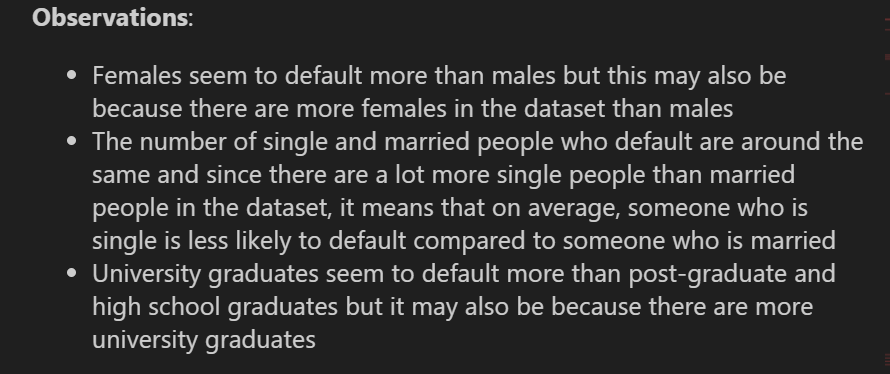 Observations:
• Females seem to default more than males but this may also be
because there are more females in the dataset than males
• The number of single and married people who default are around the
same and since there are a lot more single people than married
people in the dataset, it means that on average, someone who is
single is less likely to default compared to someone who is married
• University graduates seem to default more than post-graduate and
high school graduates but it may also be because there are more
university graduates